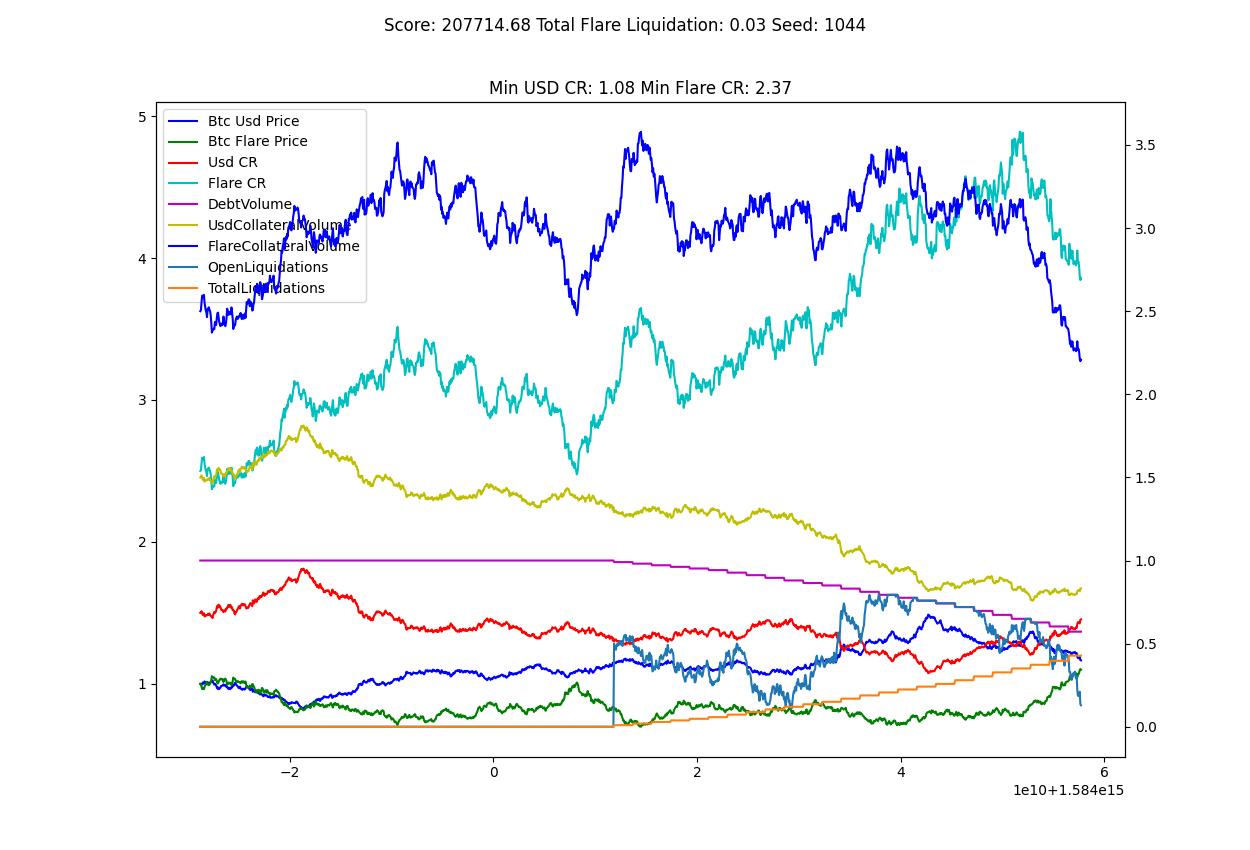 Score: 207714.68 Total Flare Liquidation: 0.03 Seed: 1044
Min USD CR: 1.08 Min Flare CR: 2.37
Btc Usd Price
Btc Flare Price
Usd CR
Flare CR
DebtVolume
UsdCollateralVolume
FlareCollateralVolume
OpenLiquidations
TotalLiquidations
5
4
3
2
1
3.5
3.0
2.5
2.0
1.5
1.0
0.5
0.0
−2
0
2
4
6
1e10+1.584e15